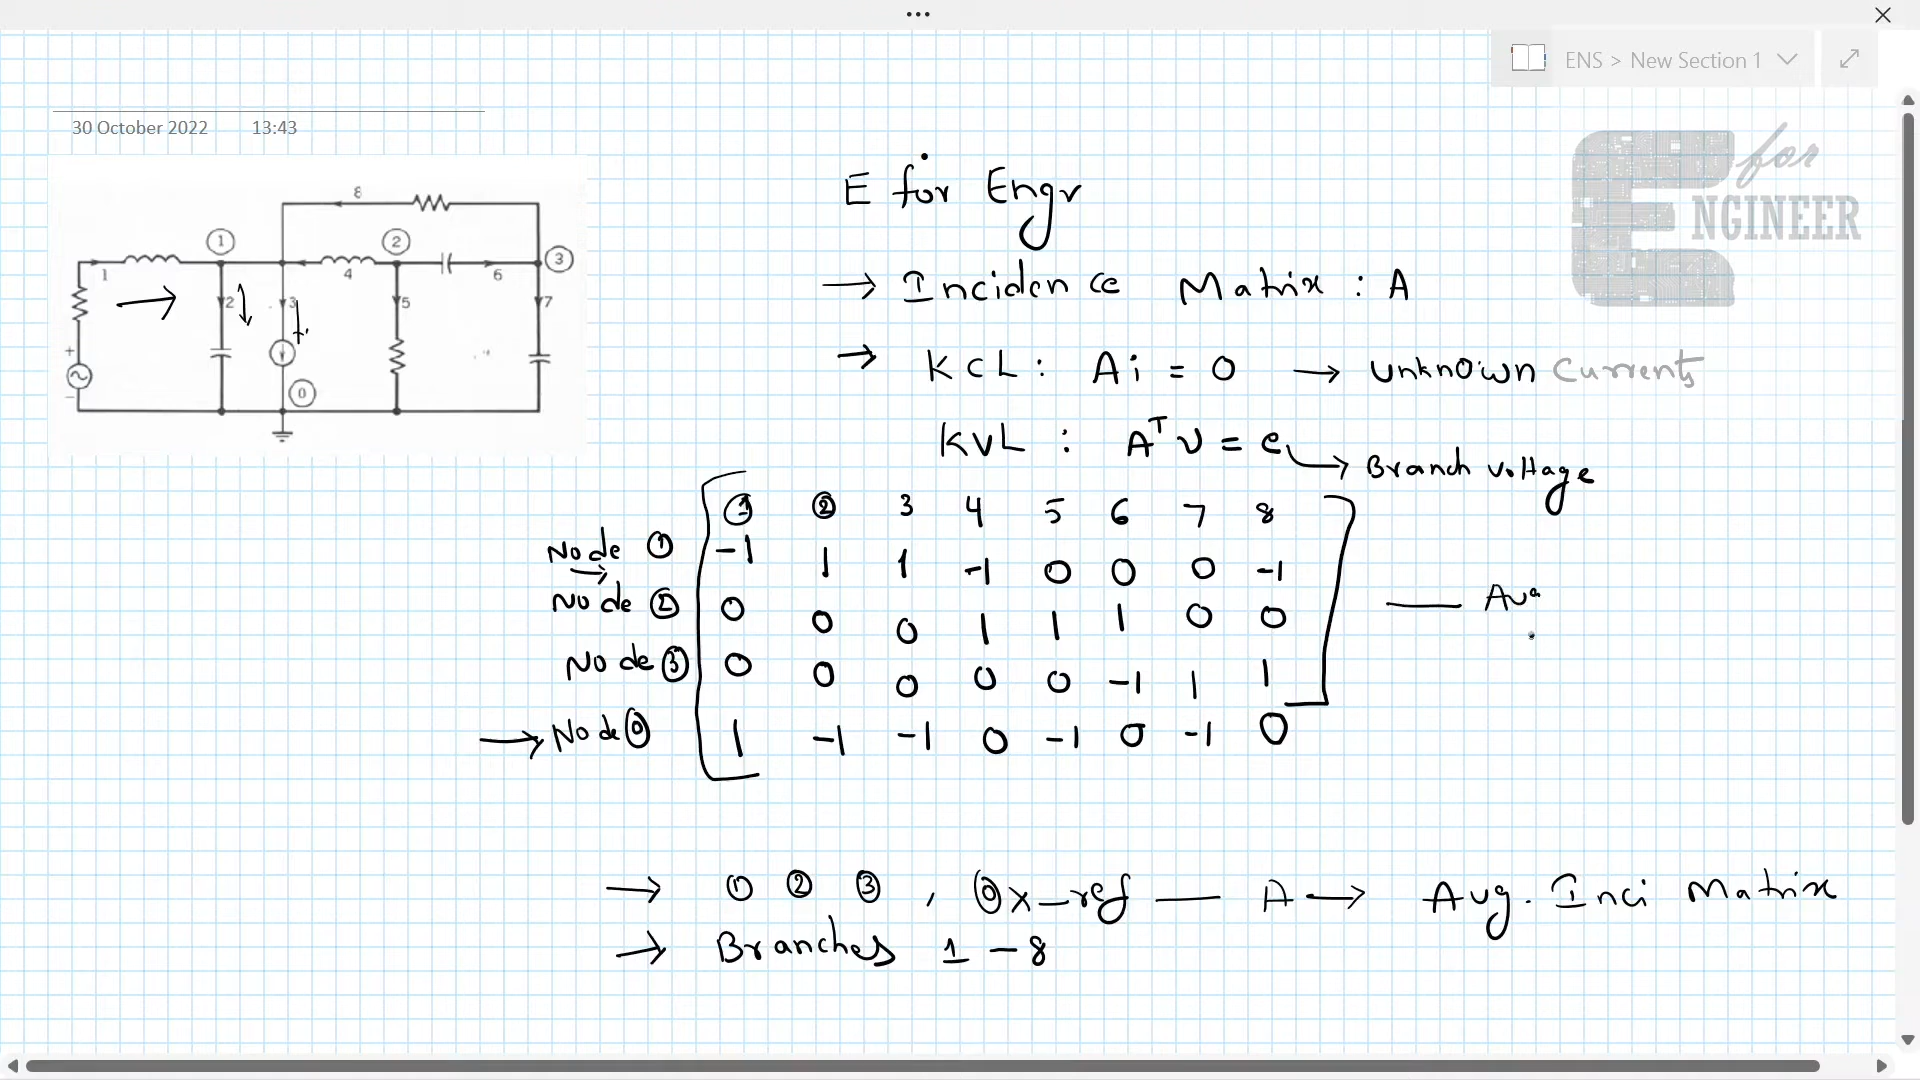 ENS > New Section 1
30 October 2022 13:43
for
ENGINEER
E for Engr
→ Incidence Matrix : A
→ KCL : Ai = 0 → Unknown Currents
KVL : Aᵀ v = e → Branch voltage
8
1 2 3
1 4 6
2 3 5 7
+
-
0
① ② 3 4 5 6 7 8
Node ① -1 1 1 -1 0 0 0 -1
Node ② 0 0 0 1 1 1 0 0
Node ③ 0 0 0 0 0 -1 1 1
→ Node ⓪ 1 -1 -1 0 -1 0 -1 0
→ ① ② ③ , ⓪ x — ref — A → Avg. Inci Matrix
→ Branches 1 – 8